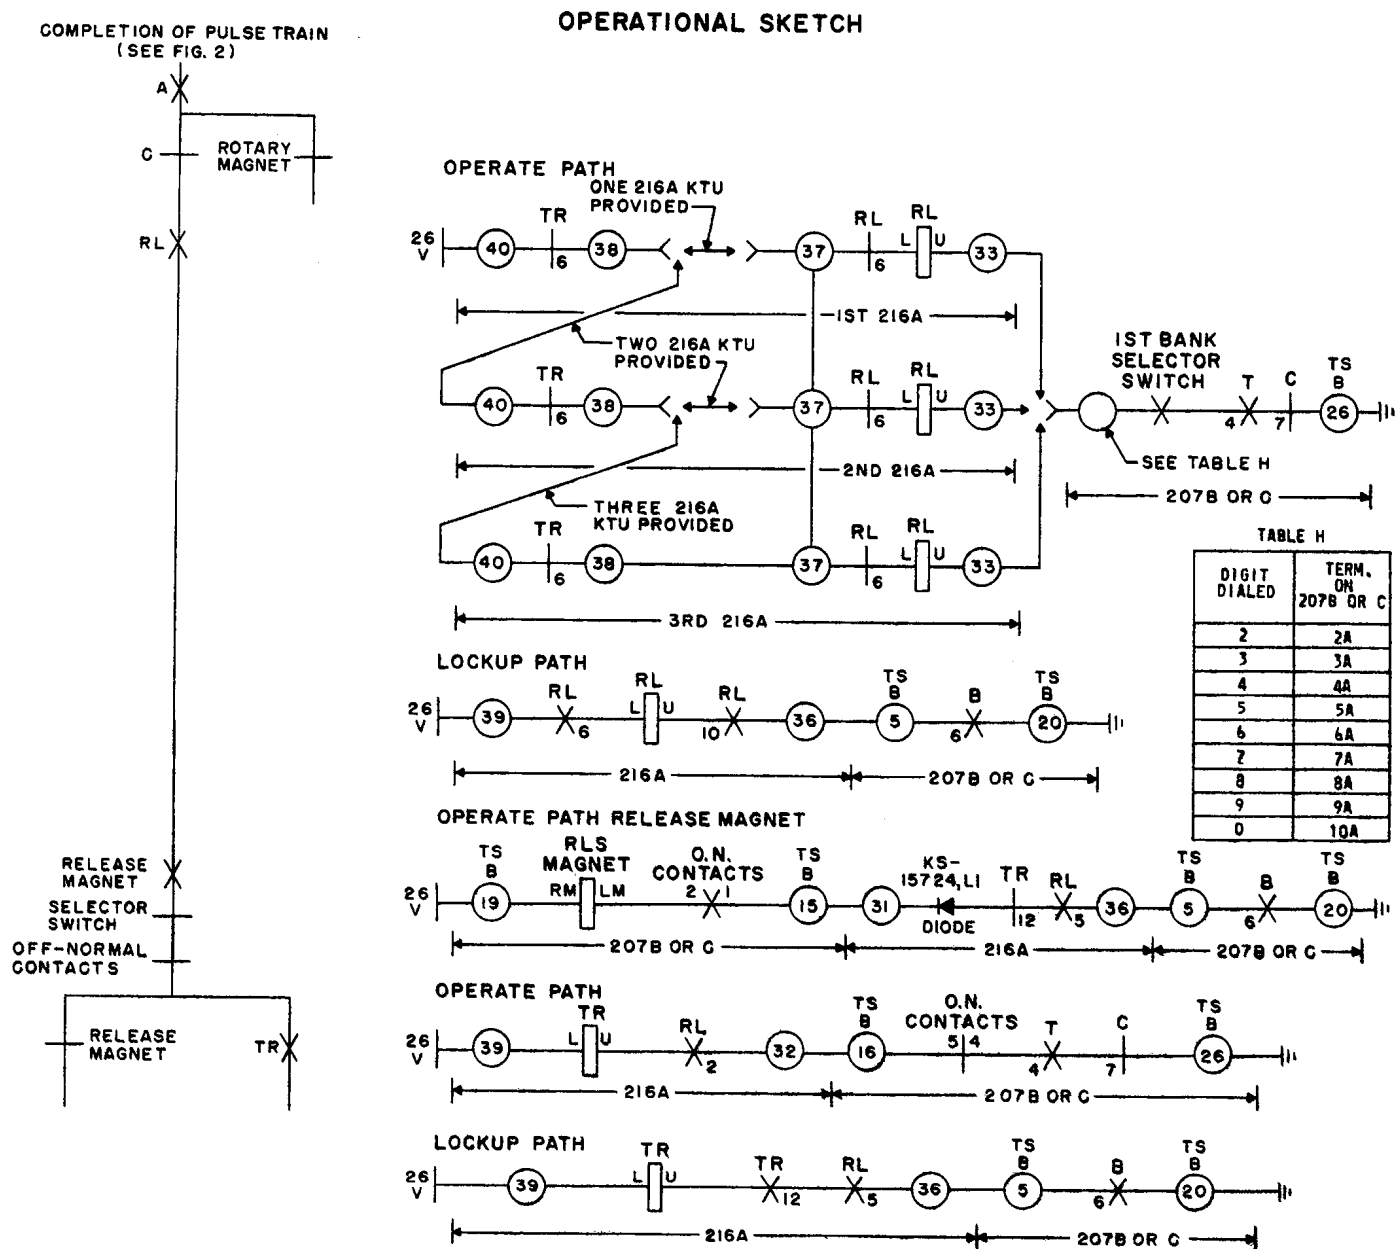 OPERATIONAL SKETCH
COMPLETION OF PULSE TRAIN
(SEE FIG. 2)
A
C
ROTARY
MAGNET
RL
RELEASE
MAGNET
SELECTOR
SWITCH
OFF-NORMAL
CONTACTS
RELEASE
MAGNET
TR
OPERATE PATH
ONE 216A KTU
PROVIDED
26
V
40
TR
6
38
37
RL
6
RL
L U
33
1ST 216A
TWO 216A KTU
PROVIDED
40
TR
6
38
37
RL
6
RL
L U
33
2ND 216A
THREE 216A
KTU PROVIDED
40
TR
6
38
37
RL
6
RL
L U
33
3RD 216A
1ST BANK
SELECTOR
SWITCH
T
4
C
7
TS
B
26
SEE TABLE H
207B OR C
TABLE H
DIGIT DIALED TERM. ON 207B OR C
2 2A
3 3A
4 4A
5 5A
6 6A
7 7A
8 8A
9 9A
0 10A
LOCKUP PATH
26
V
39
RL
6
RL
L U
RL
10
36
TS
B
5
B
6
TS
B
20
216A
207B OR C
OPERATE PATH RELEASE MAGNET
26
V
TS
B
19
RLS
MAGNET
RM LM
O.N.
CONTACTS
2 1
TS
B
15
31
KS-
15724,L1
DIODE
TR
12
RL
5
36
TS
B
5
B
6
TS
B
20
207B OR C
216A
207B OR C
OPERATE PATH
26
V
39
TR
L U
RL
2
32
TS
B
16
O.N.
CONTACTS
5 4
T
4
C
7
TS
B
26
216A
207B OR C
LOCKUP PATH
26
V
39
TR
L U
TR
12
RL
5
36
TS
B
5
B
6
TS
B
20
216A
207B OR C